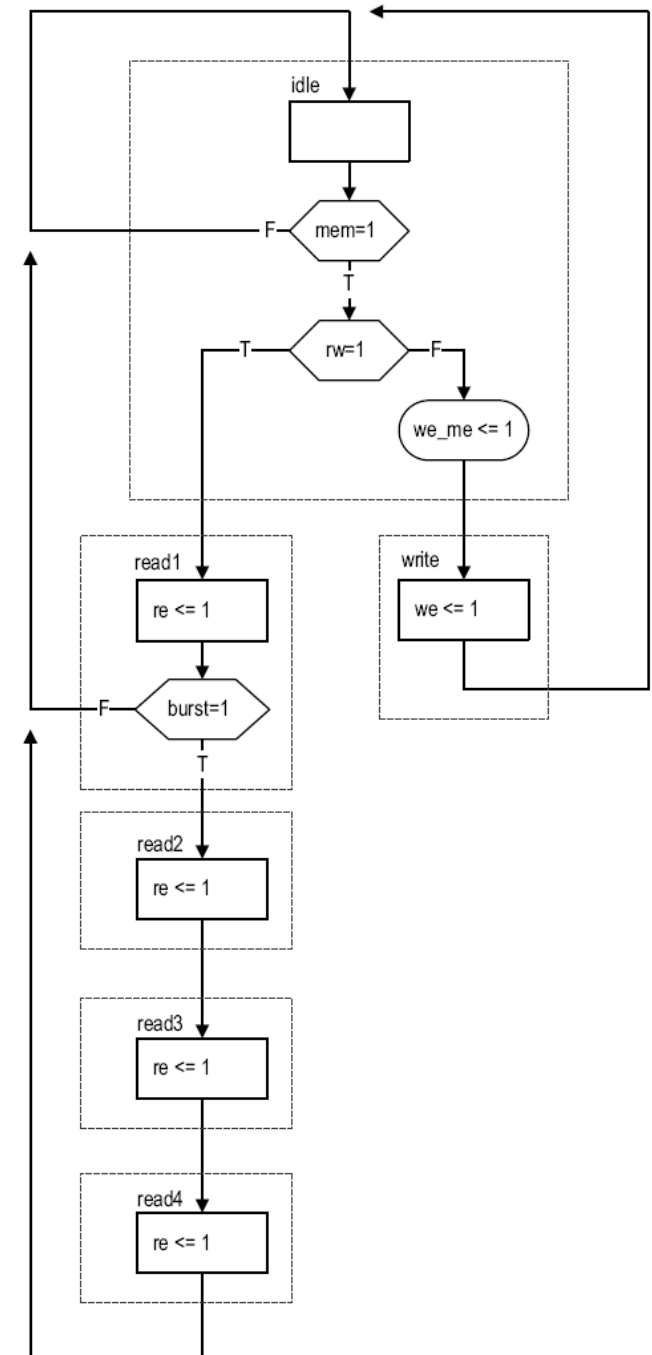 idle
mem=1
F
T
rw=1
T
F
we_me <= 1
read1
re <= 1
write
we <= 1
burst=1
F
T
read2
re <= 1
read3
re <= 1
read4
re <= 1